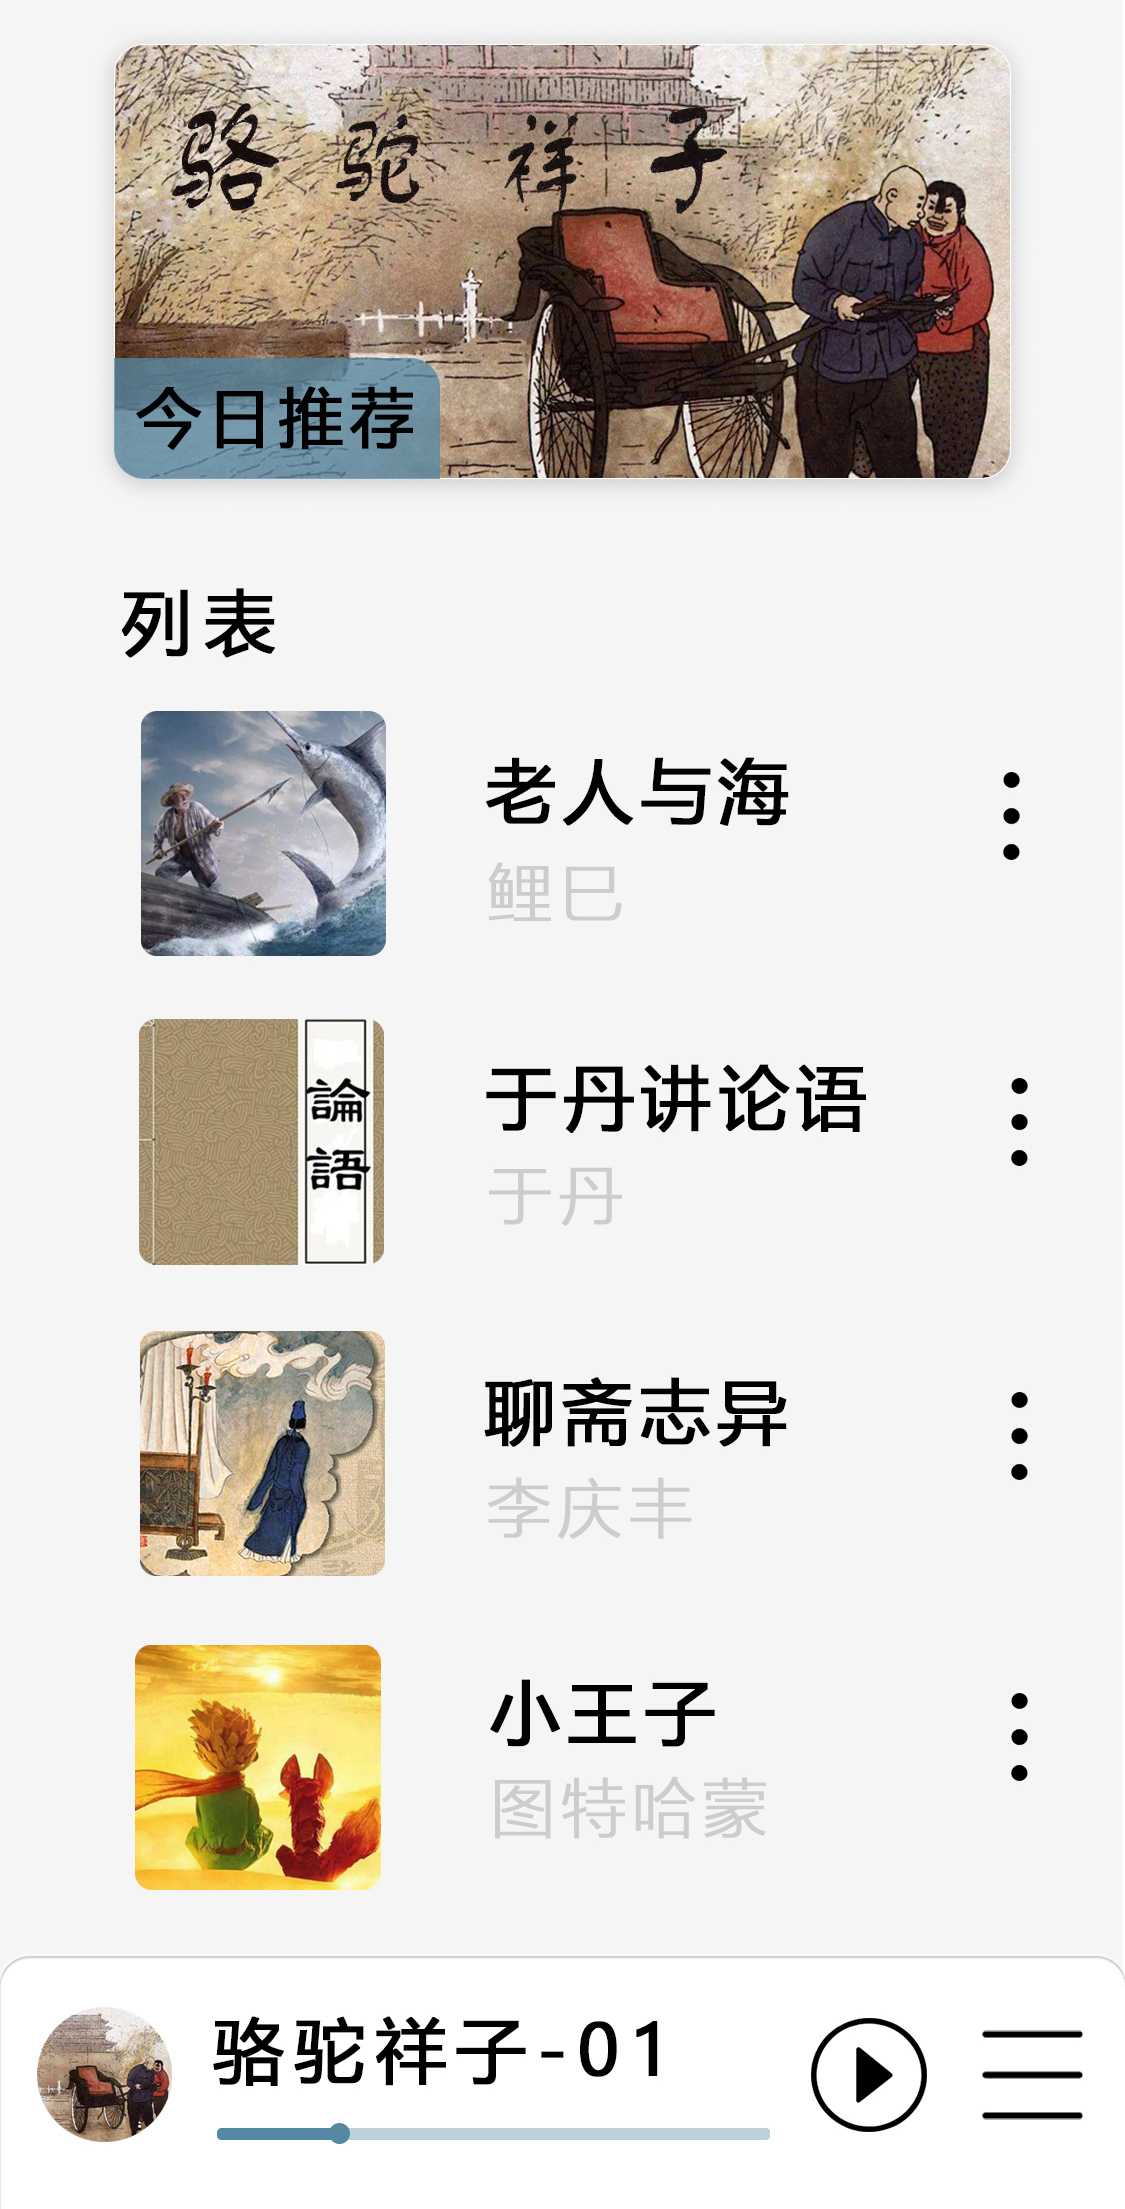 骆驼祥子
今日推荐
列表
老人与海
鲤巳
論
語
于丹讲论语
于丹
聊斋志异
李庆丰
小王子
图特哈蒙
骆驼祥子-01